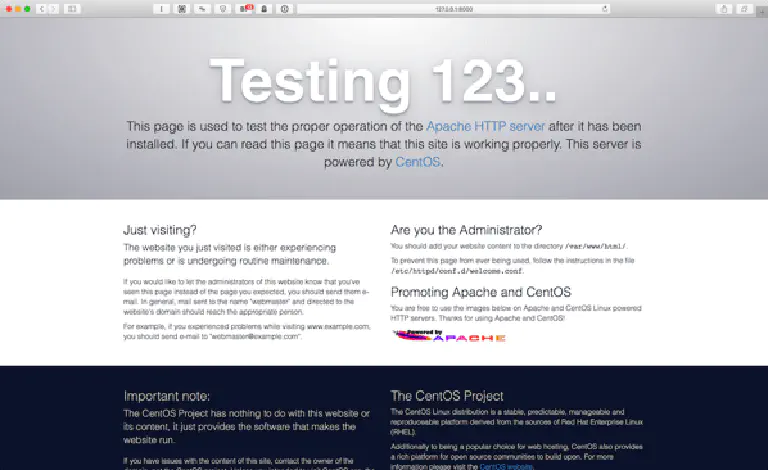 Testing 123..
This page is used to test the proper operation of the Apache HTTP server after it has been
installed. If you can read this page it means that this site is working properly. This server is
powered by CentOS.
Just visiting?
The website you just visited is either experiencing
problems or is undergoing routine maintenance.
If you would like to let the administrators of this website know that you've
seen this page instead of the page you expected, you should send them e-
mail. In general, mail sent to the name "webmaster" and directed to the
website's domain should reach the appropriate person.
For example, if you experienced problems while visiting www.example.com,
you should send e-mail to "webmaster@example.com".
Are you the Administrator?
You should add your website content to the directory /var/www/html/.
To prevent this page from ever being used, follow the instructions in the file
/etc/httpd/conf.d/welcome.conf.
Promoting Apache and CentOS
You are free to use the images below on Apache and CentOS Linux powered
HTTP servers. Thanks for using Apache and CentOS!
Powered by
APACHE
Important note:
The CentOS Project has nothing to do with this website or
its content, it just provides the software that makes the
website run.
If you have issues with the content of this site, contact the owner of the
The CentOS Project
The CentOS Linux distribution is a stable, predictable, manageable and
reproduceable platform derived from the sources of Red Hat Enterprise Linux
(RHEL).
Additionally to being a popular choice for web hosting, CentOS also provides
a rich platform for open source communities to build upon. For more
information please visit the CentOS website.